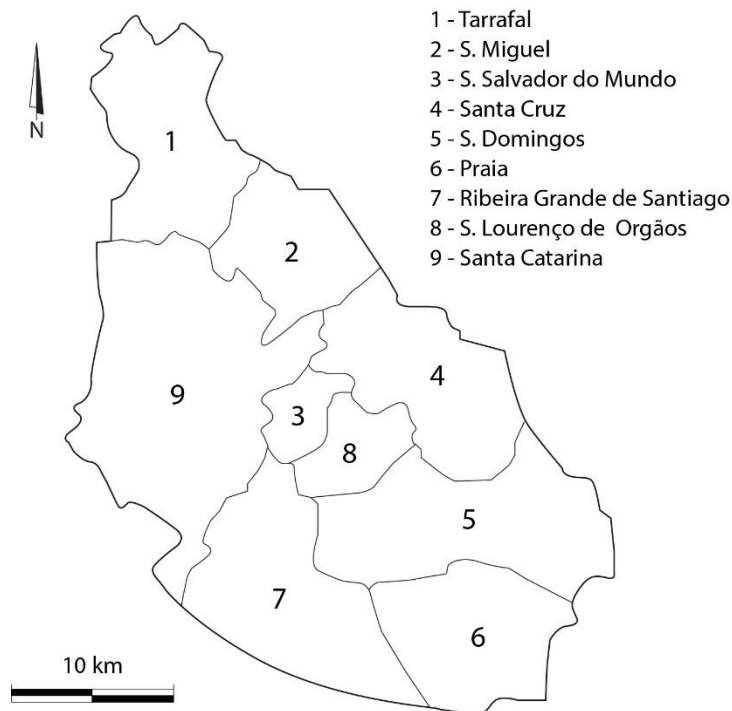 1 - Tarrafal
2 - S. Miguel
3 - S. Salvador do Mundo
4 - Santa Cruz
5 - S. Domingos
6 - Praia
7 - Ribeira Grande de Santiago
8 - S. Lourenço de Orgãos
9 - Santa Catarina
N
1
2
4
9
3
8
5
7
6
10 km